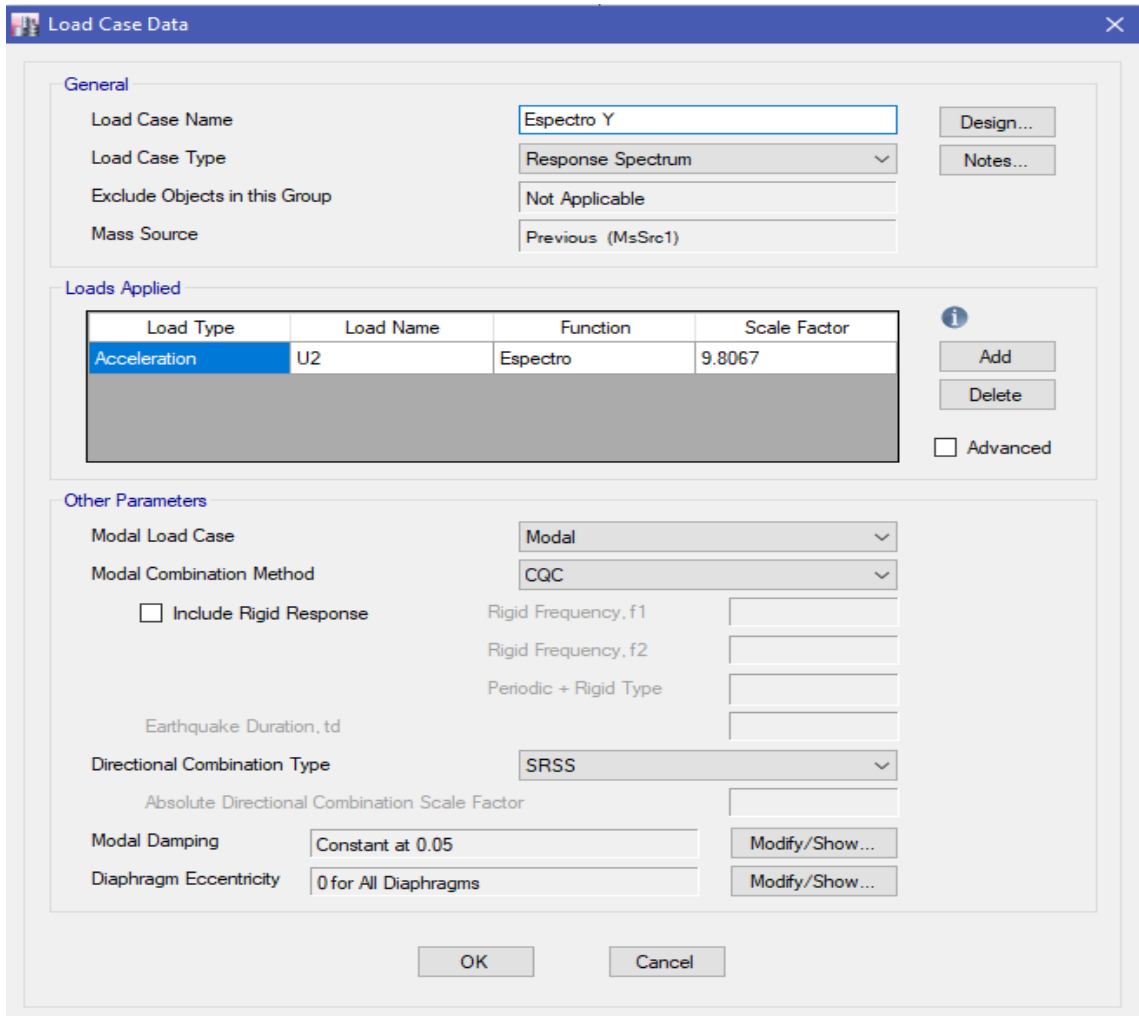 Load Case Data
General
Load Case Name Espectro Y Design...
Load Case Type Response Spectrum Notes...
Exclude Objects in this Group Not Applicable
Mass Source Previous (MsSrc1)
Loads Applied
Load Type Load Name Function Scale Factor
Acceleration U2 Espectro 9.8067
Add
Delete
Advanced
Other Parameters
Modal Load Case Modal
Modal Combination Method CQC
Include Rigid Response Rigid Frequency, f1
Rigid Frequency, f2
Periodic + Rigid Type
Earthquake Duration, td
Directional Combination Type SRSS
Absolute Directional Combination Scale Factor
Modal Damping Constant at 0.05 Modify/Show...
Diaphragm Eccentricity 0 for All Diaphragms Modify/Show...
OK Cancel